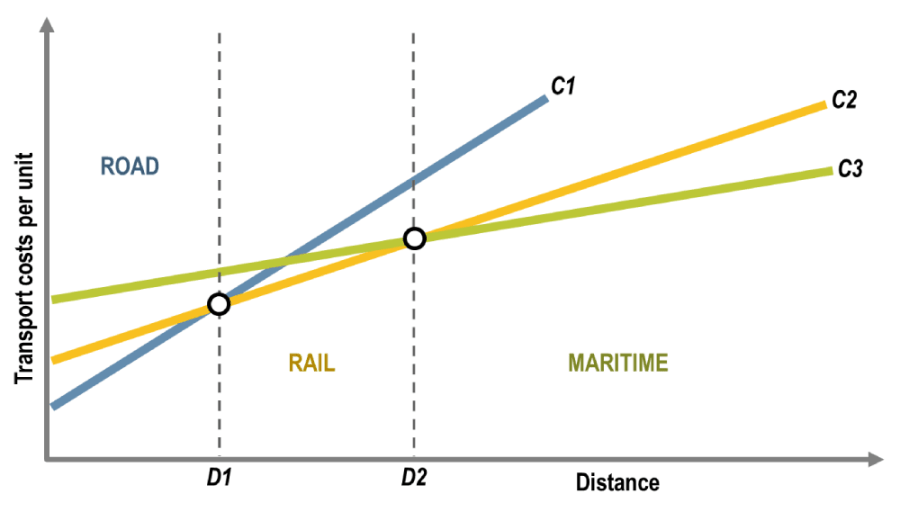 C1
C2
ROAD
C3
Transport costs per unit
RAIL
MARITIME
D1
D2
Distance